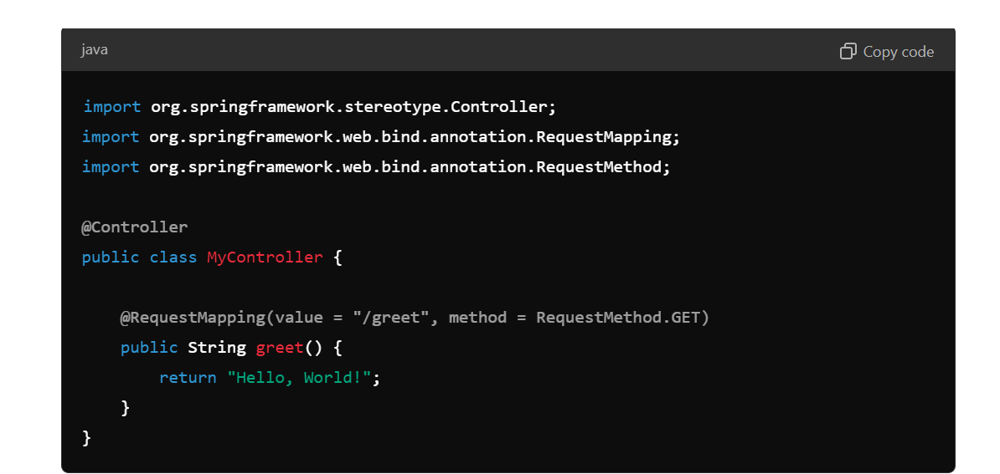 java
Copy code
import org.springframework.stereotype.Controller;
import org.springframework.web.bind.annotation.RequestMapping;
import org.springframework.web.bind.annotation.RequestMethod;
@Controller
public class MyController {
@RequestMapping(value = "/greet", method = RequestMethod.GET)
public String greet() {
return "Hello, World!";
}
}